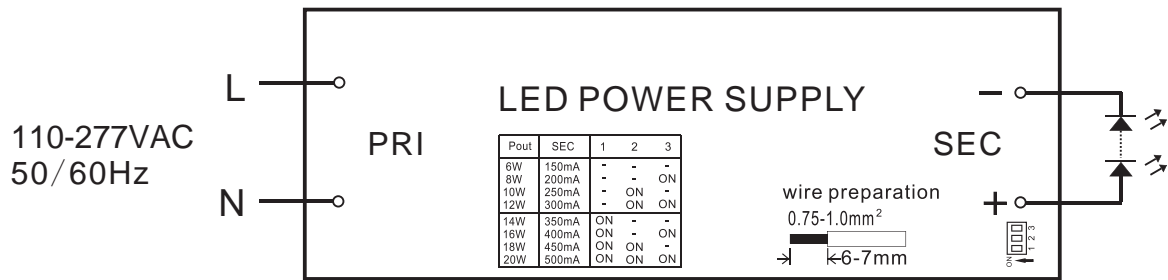 LED POWER SUPPLY
L
110-277VAC
50/60Hz
N
PRI
Pout SEC 1 2 3
6W 150mA - - -
8W 200mA - - ON
10W 250mA - ON -
12W 300mA - ON ON
14W 350mA ON - -
16W 400mA ON - ON
18W 450mA ON ON -
20W 500mA ON ON ON
wire preparation
0.75-1.0mm²
6-7mm
-
SEC
+
1 2 3
ON